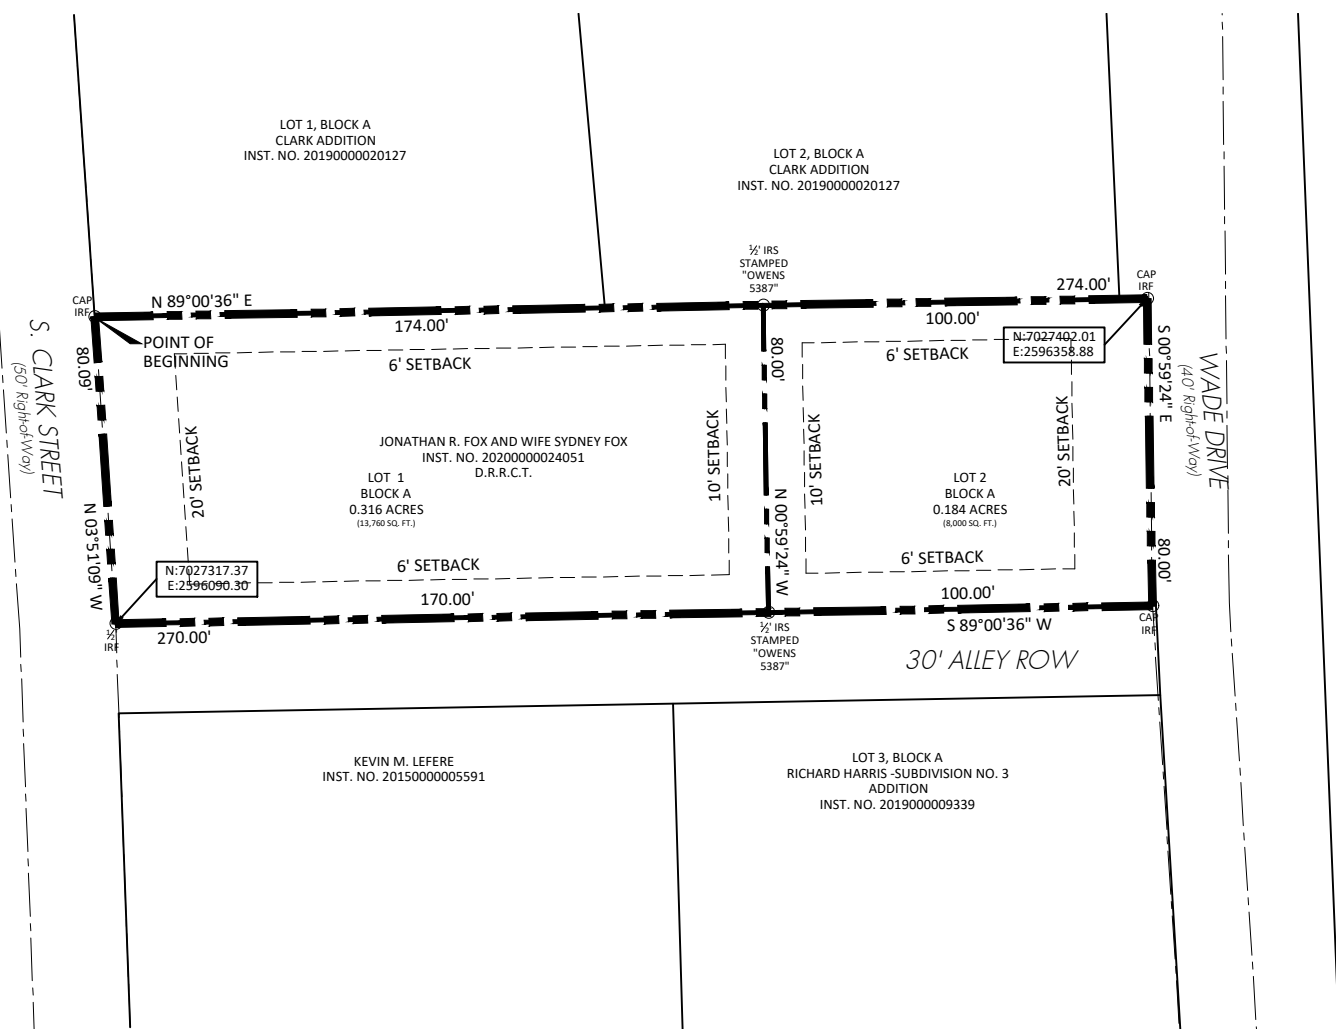 LOT 1, BLOCK A
CLARK ADDITION
INST. NO. 20190000020127
LOT 2, BLOCK A
CLARK ADDITION
INST. NO. 20190000020127
½' IRS
STAMPED
"OWENS
5387"
CAP
IRF
CAP
IRF
N 89°00'36" E
274.00'
174.00'
100.00'
POINT OF
BEGINNING
6' SETBACK
6' SETBACK
N:7027402.01
E:2596358.88
80.09'
80.00'
S 00°59'24" E
S. CLARK STREET
(50' Right-of-Way)
WADE DRIVE
(40' Right-of-Way)
20' SETBACK
10' SETBACK
10' SETBACK
20' SETBACK
JONATHAN R. FOX AND WIFE SYDNEY FOX
INST. NO. 20200000024051
D.R.R.C.T.
LOT 1
BLOCK A
0.316 ACRES
(13,760 SQ. FT.)
LOT 2
BLOCK A
0.184 ACRES
(8,000 SQ. FT.)
N 03°51'09" W
N 00°59'24" W
80.00'
N:7027317.37
E:2596090.30
6' SETBACK
6' SETBACK
170.00'
100.00'
270.00'
S 89°00'36" W
½'
IRF
½' IRS
STAMPED
"OWENS
5387"
CAP
IRF
30' ALLEY ROW
KEVIN M. LEFERE
INST. NO. 20150000005591
LOT 3, BLOCK A
RICHARD HARRIS -SUBDIVISION NO. 3
ADDITION
INST. NO. 2019000009339